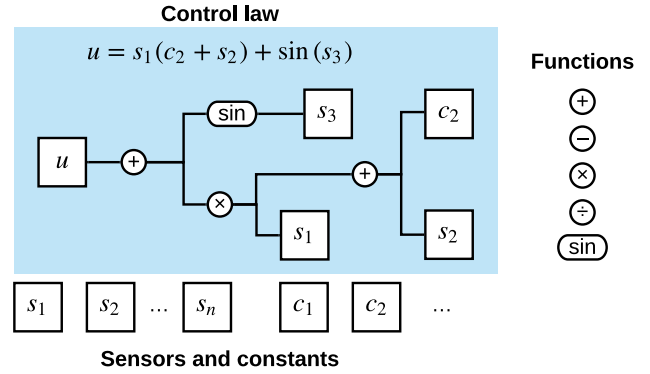 Control law
u = s₁(c₂ + s₂) + sin (s₃)
Functions
sin
s₃
c₂
+
−
u
+
×
+
×
÷
s₁
s₂
sin
s₁
s₂
...
sₙ
c₁
c₂
...
Sensors and constants